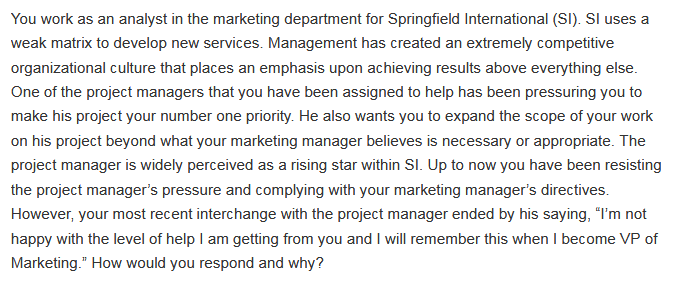 You work as an analyst in the marketing department for Springfield International (SI). SI uses a
weak matrix to develop new services. Management has created an extremely competitive
organizational culture that places an emphasis upon achieving results above everything else.
One of the project managers that you have been assigned to help has been pressuring you to
make his project your number one priority. He also wants you to expand the scope of your work
on his project beyond what your marketing manager believes is necessary or appropriate. The
project manager is widely perceived as a rising star within SI. Up to now you have been resisting
the project manager’s pressure and complying with your marketing manager’s directives.
However, your most recent interchange with the project manager ended by his saying, “I’m not
happy with the level of help I am getting from you and I will remember this when I become VP of
Marketing.” How would you respond and why?